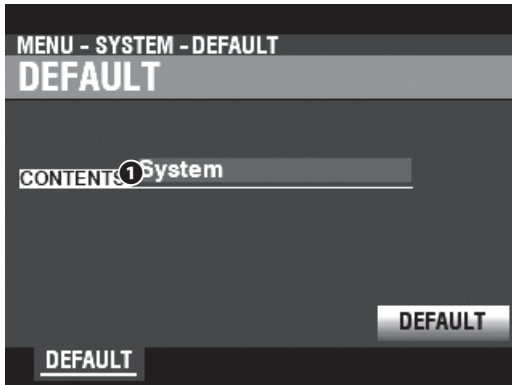 MENU - SYSTEM - DEFAULT
DEFAULT
CONTENTS 1 System
DEFAULT
DEFAULT